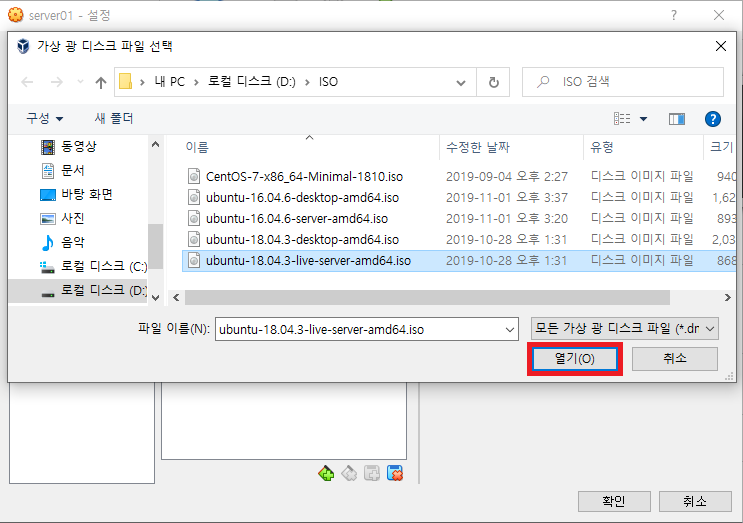 server01 - 설정
가상 광 디스크 파일 선택
내 PC > 로컬 디스크 (D:) > ISO
ISO 검색
구성
새 폴더
동영상
문서
바탕 화면
사진
음악
로컬 디스크 (C:)
로컬 디스크 (D:)
이름 수정한 날짜 유형 크기
CentOS-7-x86_64-Minimal-1810.iso 2019-09-04 오후 2:27 디스크 이미지 파일 940
ubuntu-16.04.6-desktop-amd64.iso 2019-11-01 오후 3:37 디스크 이미지 파일 1,62
ubuntu-16.04.6-server-amd64.iso 2019-11-01 오후 3:20 디스크 이미지 파일 893
ubuntu-18.04.3-desktop-amd64.iso 2019-10-28 오후 1:31 디스크 이미지 파일 2,03
ubuntu-18.04.3-live-server-amd64.iso 2019-10-28 오후 1:31 디스크 이미지 파일 868
파일 이름(N): ubuntu-18.04.3-live-server-amd64.iso 모든 가상 광 디스크 파일 (*.dr
열기(O) 취소
확인 취소